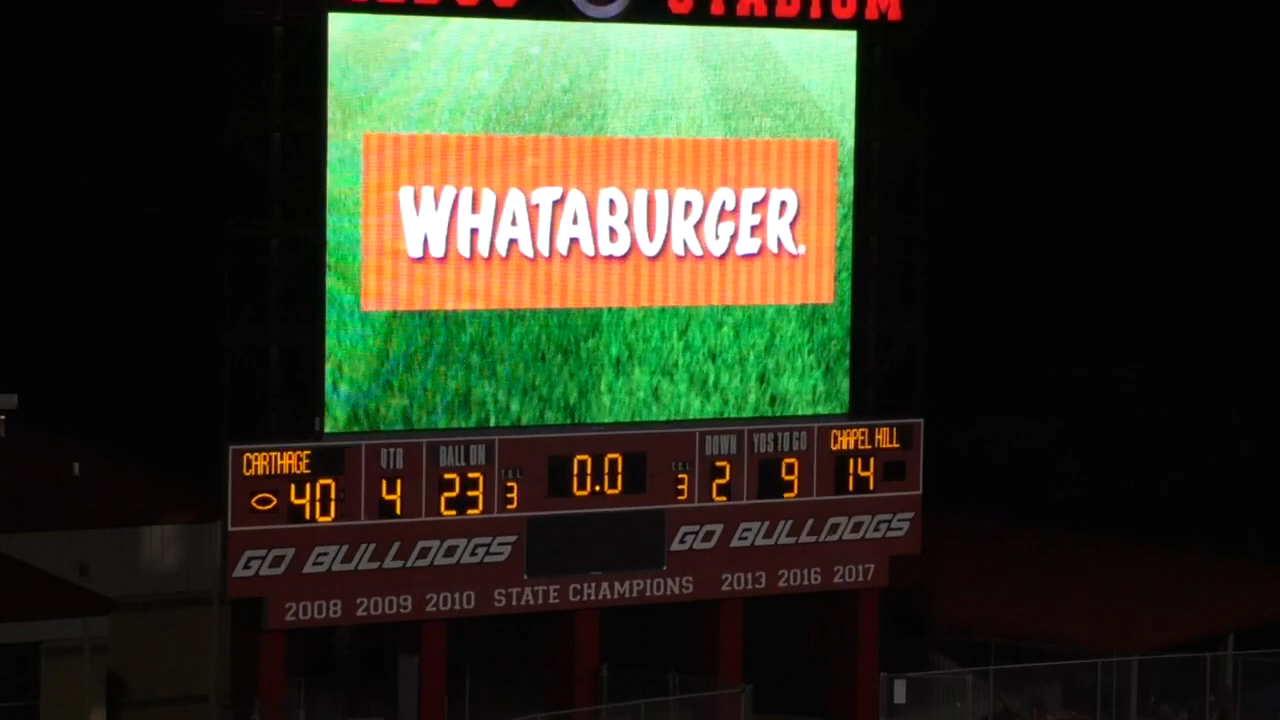 STADIUM
WHATABURGER.
CARTHAGE QTR BALL ON DOWN YDS TO GO CHAPEL HILL
40 4 23 T.O.L 3 0.0 T.O.L 3 2 9 14
GO BULLDOGS GO BULLDOGS
2008 2009 2010 STATE CHAMPIONS 2013 2016 2017